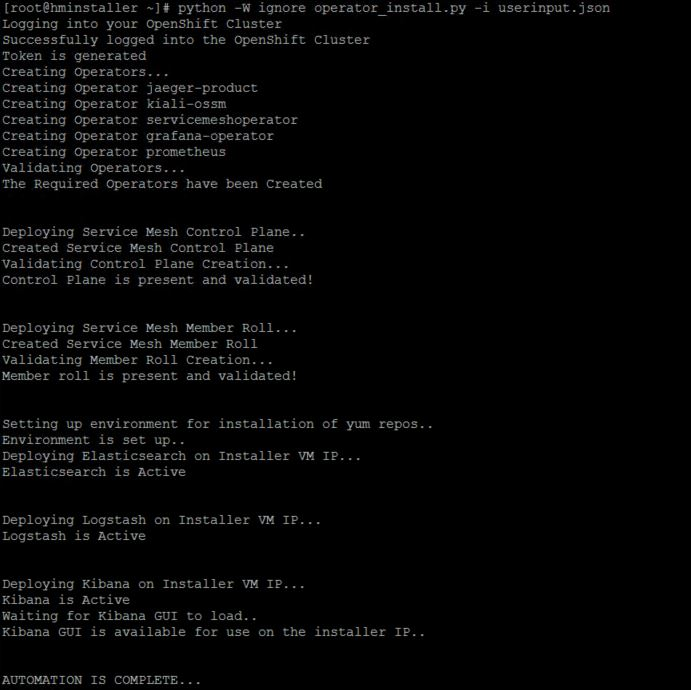 [root@hminstaller ~]# python -W ignore operator_install.py -i userinput.json
Logging into your OpenShift Cluster
Successfully logged into the OpenShift Cluster
Token is generated
Creating Operators...
Creating Operator jaeger-product
Creating Operator kiali-ossm
Creating Operator servicemeshoperator
Creating Operator grafana-operator
Creating Operator prometheus
Validating Operators...
The Required Operators have been Created
Deploying Service Mesh Control Plane..
Created Service Mesh Control Plane
Validating Control Plane Creation...
Control Plane is present and validated!
Deploying Service Mesh Member Roll...
Created Service Mesh Member Roll
Validating Member Roll Creation...
Member roll is present and validated!
Setting up environment for installation of yum repos..
Environment is set up..
Deploying Elasticsearch on Installer VM IP...
Elasticsearch is Active
Deploying Logstash on Installer VM IP...
Logstash is Active
Deploying Kibana on Installer VM IP...
Kibana is Active
Waiting for Kibana GUI to load..
Kibana GUI is available for use on the installer IP..
AUTOMATION IS COMPLETE...